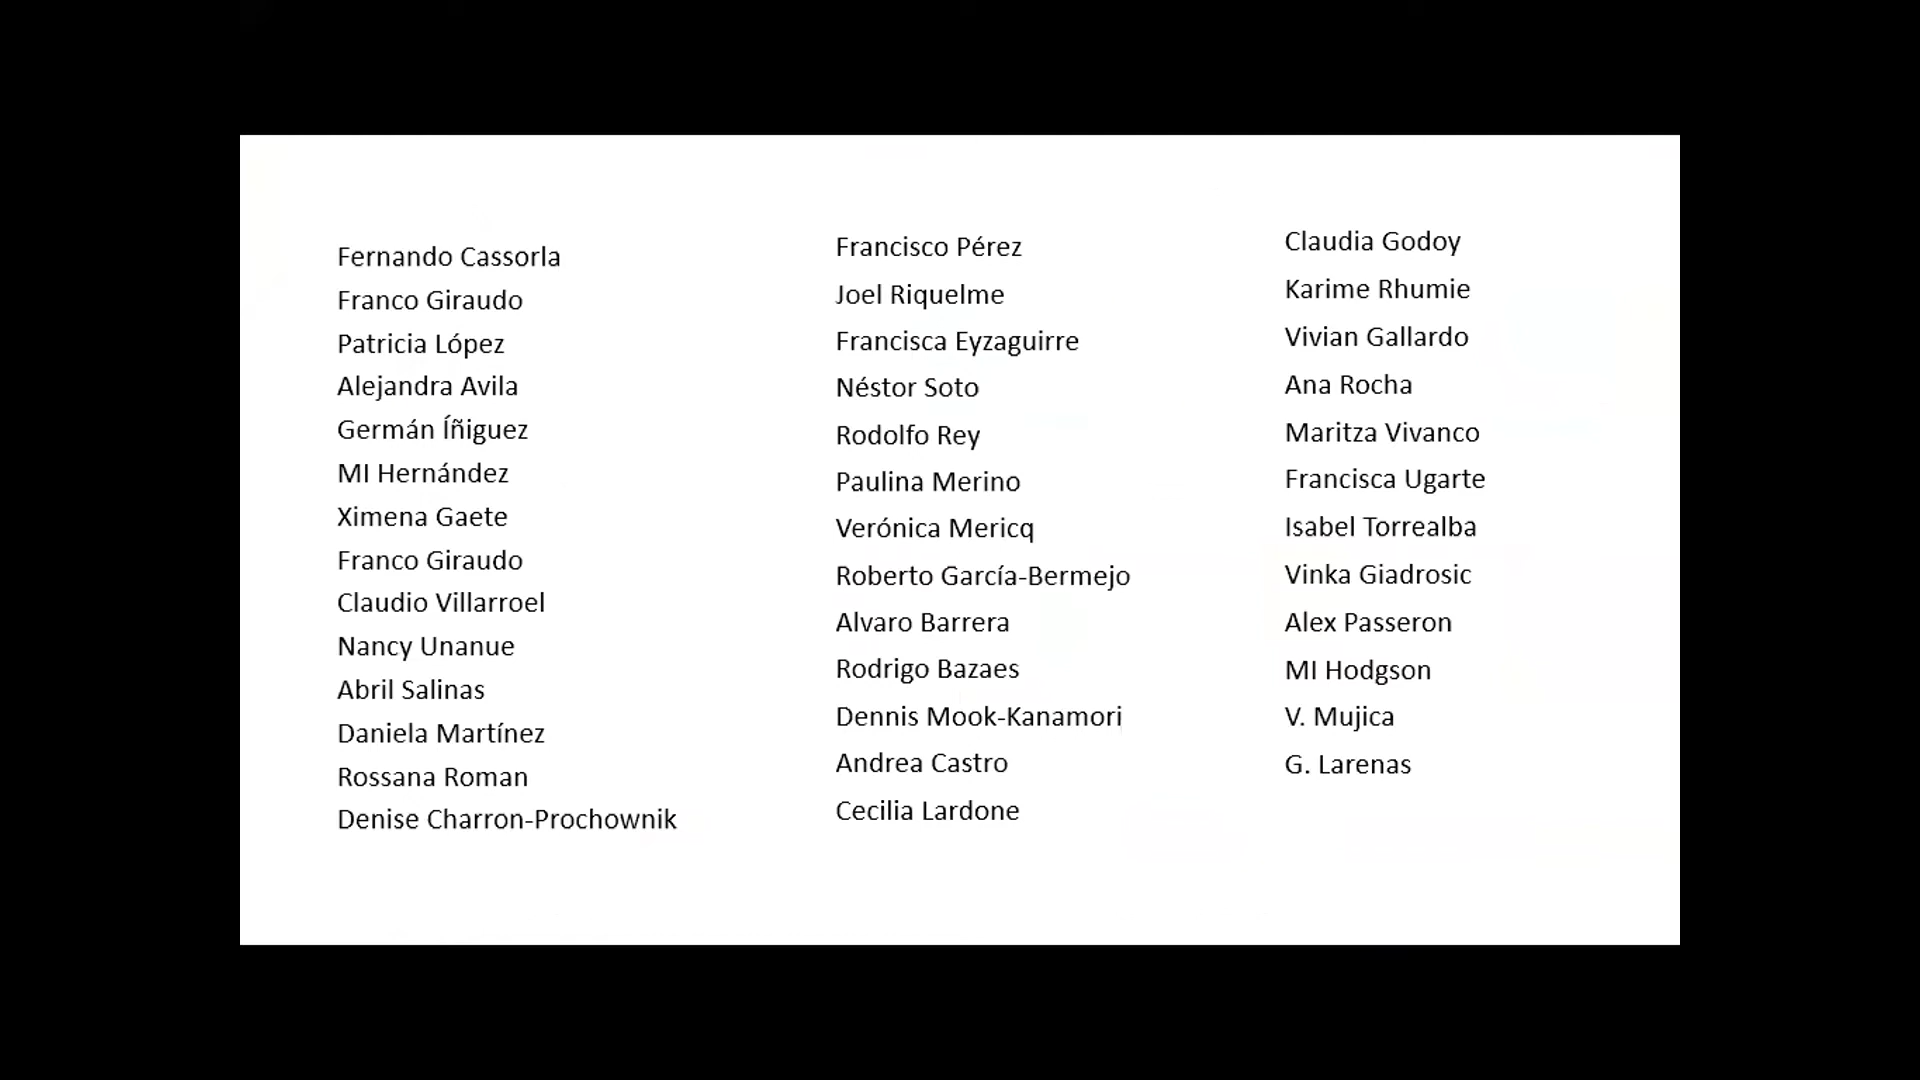 Fernando Cassorla
Franco Giraudo
Patricia López
Alejandra Avila
Germán Íñiguez
MI Hernández
Ximena Gaete
Franco Giraudo
Claudio Villarroel
Nancy Unanue
Abril Salinas
Daniela Martínez
Rossana Roman
Denise Charron-Prochownik
Francisco Pérez
Joel Riquelme
Francisca Eyzaguirre
Néstor Soto
Rodolfo Rey
Paulina Merino
Verónica Mericq
Roberto García-Bermejo
Alvaro Barrera
Rodrigo Bazaes
Dennis Mook-Kanamori
Andrea Castro
Cecilia Lardone
Claudia Godoy
Karime Rhumie
Vivian Gallardo
Ana Rocha
Maritza Vivanco
Francisca Ugarte
Isabel Torrealba
Vinka Giadrosic
Alex Passeron
MI Hodgson
V. Mujica
G. Larenas